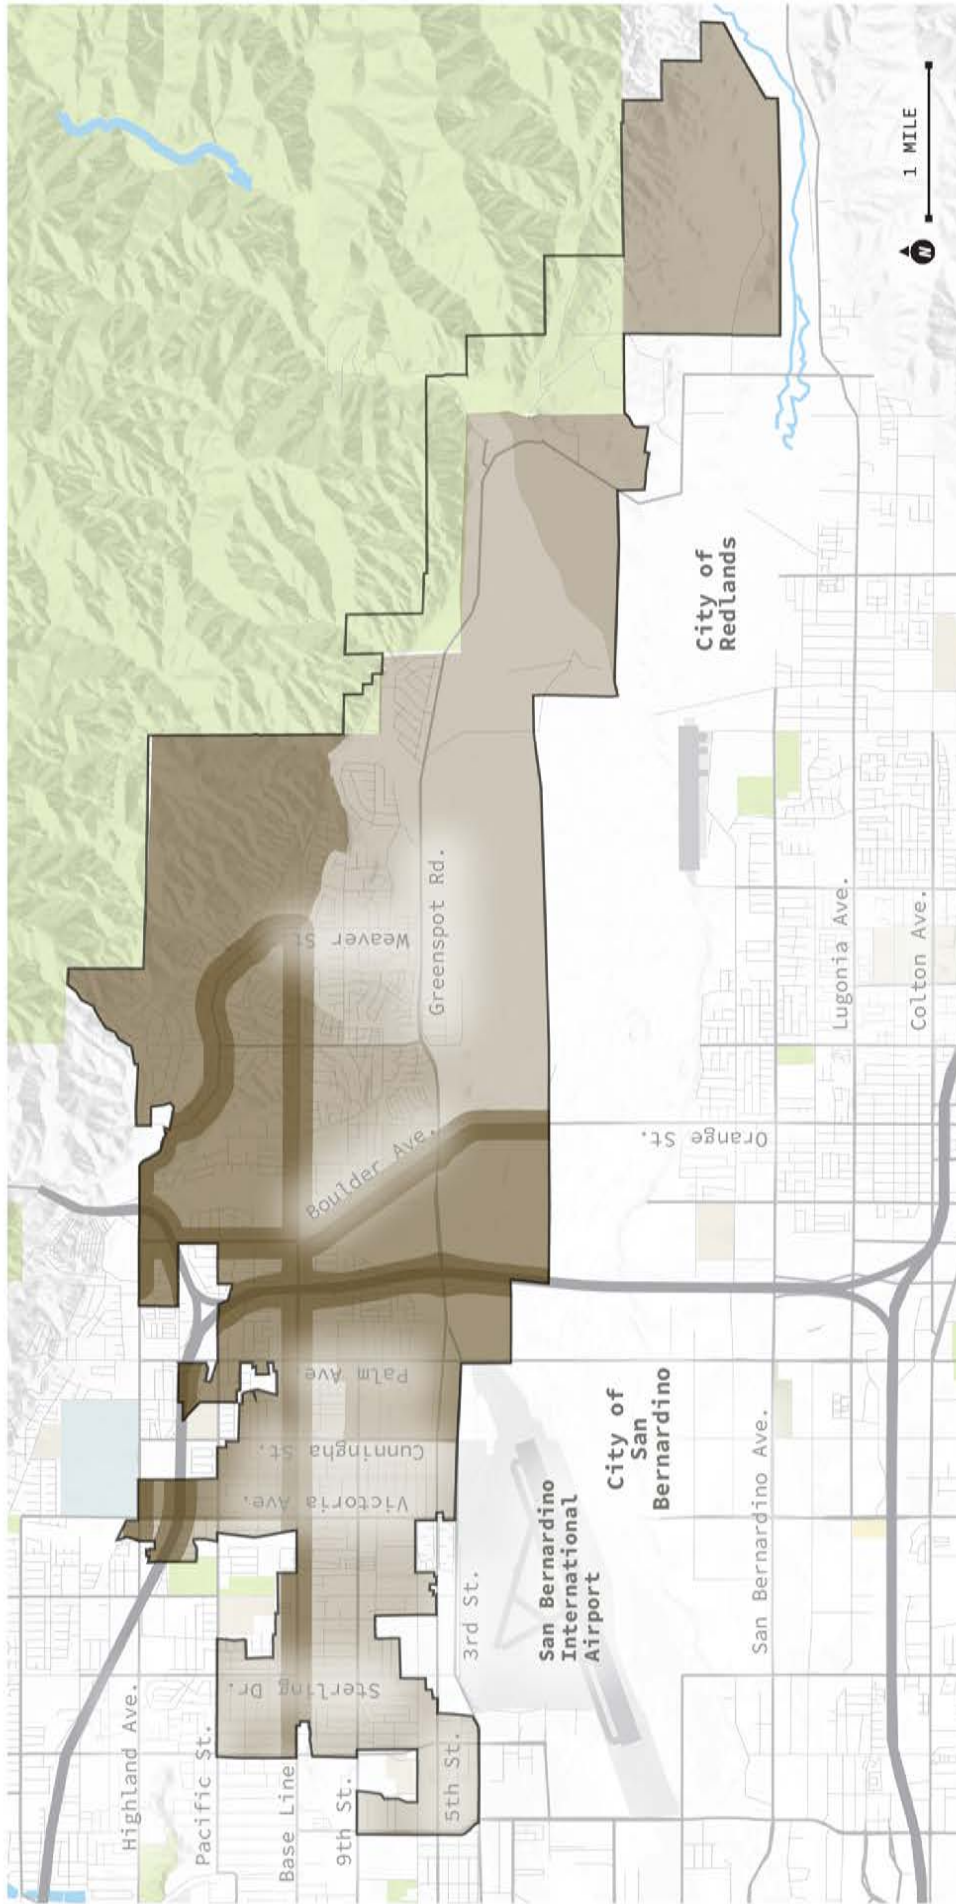 Highland Ave.
Pacific St.
Base Line
9th St.
5th St.
3rd St.
Sterling Dr.
Victoria Ave.
Cunningha St.
Palm Ave.
Boulder Ave.
Weaver St
Greenspot Rd.
Orange St.
San Bernardino
International
Airport
City of
San
Bernardino
City of
Redlands
San Bernardino Ave.
Lugonia Ave.
Colton Ave.
N
1 MILE